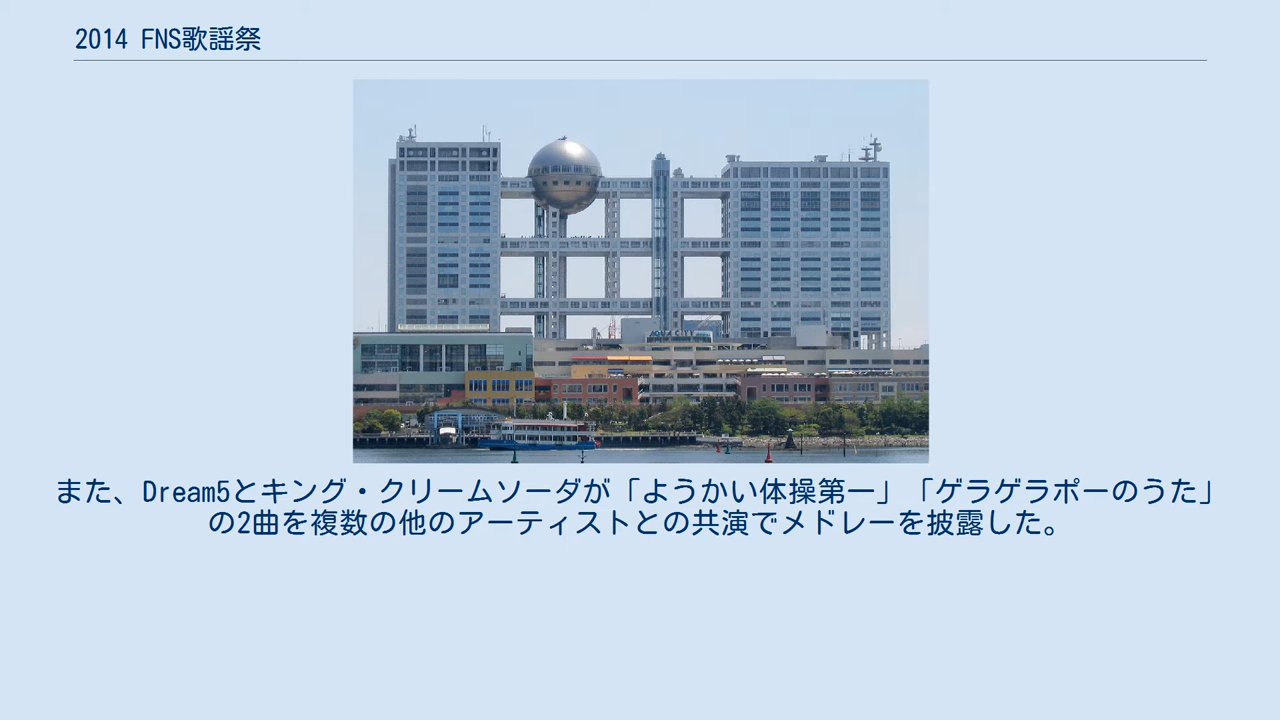 2014 FNS歌謡祭
AQUA CITY
また、Dream5とキング・クリームソーダが「ようかい体操第一」「ゲラゲラポーのうた」
の2曲を複数の他のアーティストとの共演でメドレーを披露した。